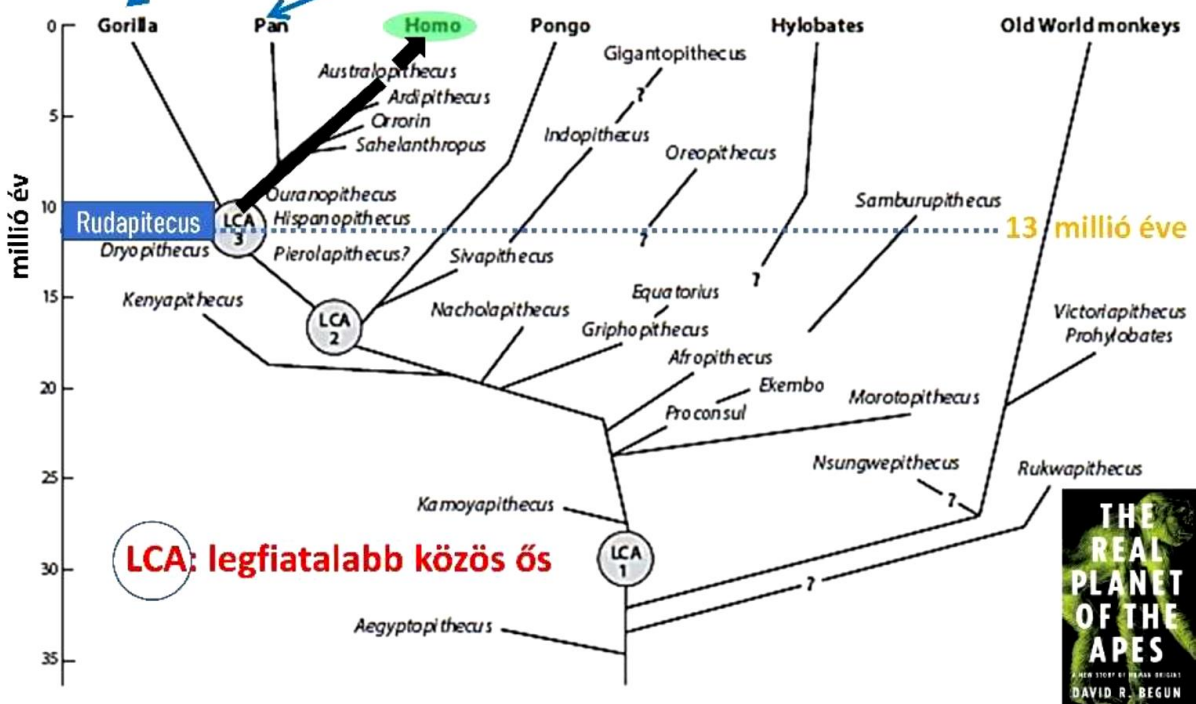 0
Gorilla
Pan
Homo
Pongo
Hylobates
Old World monkeys
Gigantopithecus
Australopithecus
?
Ardipithecus
5
Orrorin
Indopithecus
Sahelanthropus
Oreopithecus
millió év
10
Ouranopithecus
Samburupithecus
Rudapitecus
LCA
3
Hispanopithecus
13 millió éve
?
Dryopithecus
Pierolapithecus?
Sivapithecus
?
15
Kenyapithecus
Equatorius
Nacholapithecus
Victoriapithecus
Prohylobates
LCA
2
Griphopithecus
Afropithecus
20
Ekembo
Morotopithecus
Proconsul
25
Nsungwepithecus
Rukwapithecus
?
Kamoyapithecus
LCA
1
LCA: legfiatalabb közös ős
30
?
Aegyptopithecus
35
THE
REAL
PLANET
OF THE
APES
A NEW STORY OF HUMAN ORIGINS
DAVID R. BEGUN